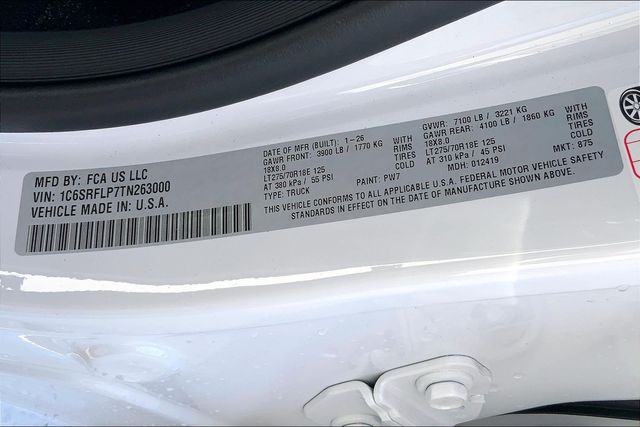 MFD BY: FCA US LLC
VIN: 1C6SRFLP7TN263000
VEHICLE MADE IN: U.S.A.
DATE OF MFR (BUILT): 1-26
GAWR FRONT: 3900 LB / 1770 KG WITH
18X8.0 RIMS
LT275/70R18E 125 TIRES
AT 380 kPa / 55 PSI COLD
TYPE: TRUCK PAINT: PW7
GVWR: 7100 LB / 3221 KG
GAWR REAR: 4100 LB / 1860 KG WITH
18X8.0 RIMS
LT275/70R18E 125 TIRES
AT 310 kPa / 45 PSI COLD
MDH: 012419 MKT: 875
THIS VEHICLE CONFORMS TO ALL APPLICABLE U.S.A. FEDERAL MOTOR VEHICLE SAFETY
STANDARDS IN EFFECT ON THE DATE OF MANUFACTURE SHOWN ABOVE.